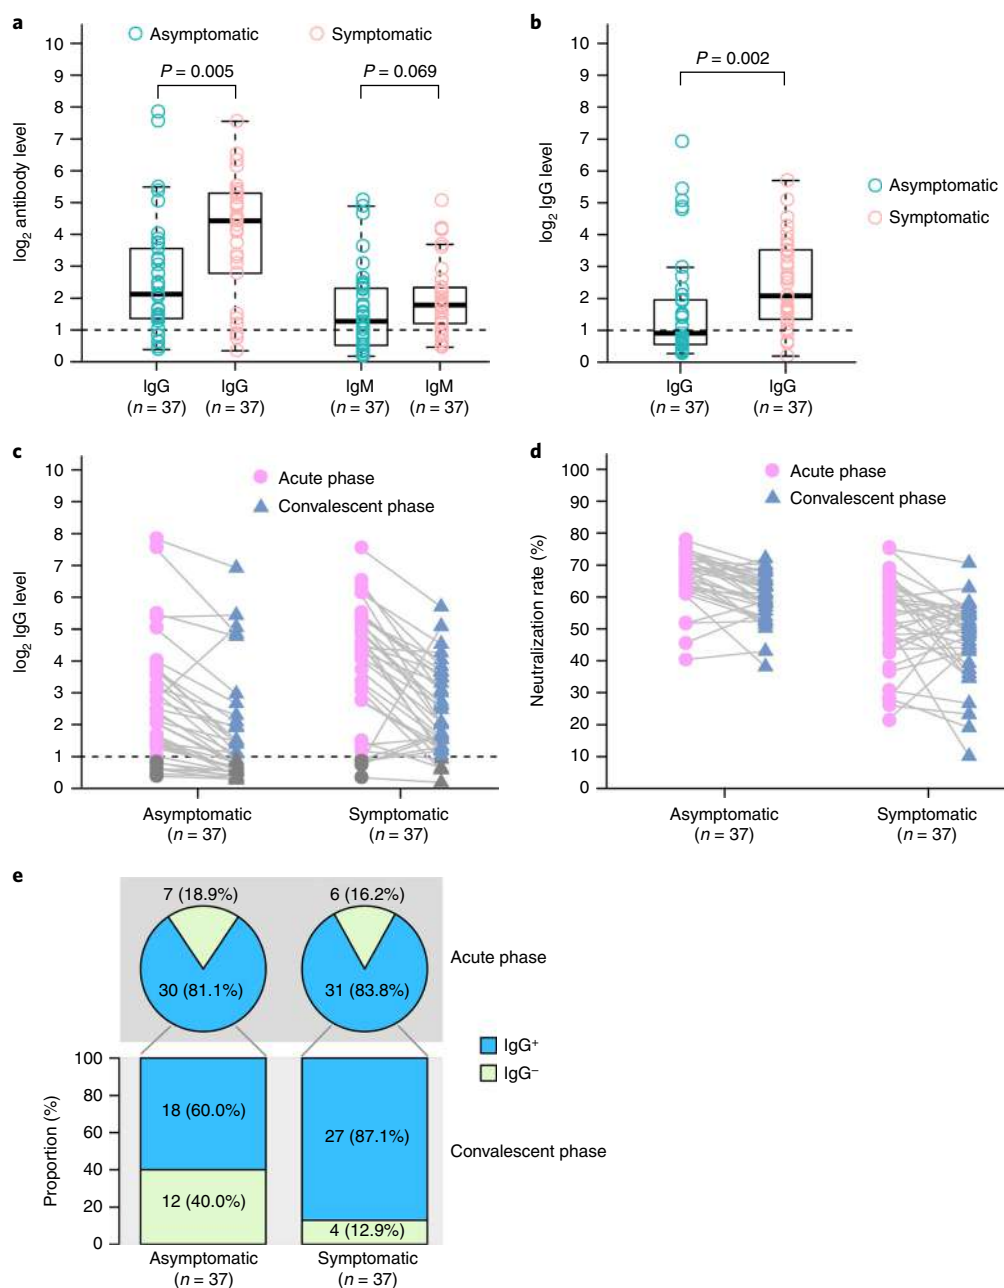 a
Asymptomatic
Symptomatic
P = 0.005
P = 0.069
log2 antibody level
10
9
8
7
6
5
4
3
2
1
0
IgG
(n = 37)
IgG
(n = 37)
IgM
(n = 37)
IgM
(n = 37)
b
P = 0.002
log2 IgG level
10
9
8
7
6
5
4
3
2
1
0
IgG
(n = 37)
IgG
(n = 37)
Asymptomatic
Symptomatic
c
Acute phase
Convalescent phase
log2 IgG level
10
9
8
7
6
5
4
3
2
1
0
Asymptomatic
(n = 37)
Symptomatic
(n = 37)
d
Acute phase
Convalescent phase
Neutralization rate (%)
100
90
80
70
60
50
40
30
20
10
0
Asymptomatic
(n = 37)
Symptomatic
(n = 37)
e
7 (18.9%)
6 (16.2%)
30 (81.1%)
31 (83.8%)
Acute phase
IgG+
IgG−
Proportion (%)
100
80
60
40
20
0
18 (60.0%)
27 (87.1%)
12 (40.0%)
4 (12.9%)
Convalescent phase
Asymptomatic
(n = 37)
Symptomatic
(n = 37)